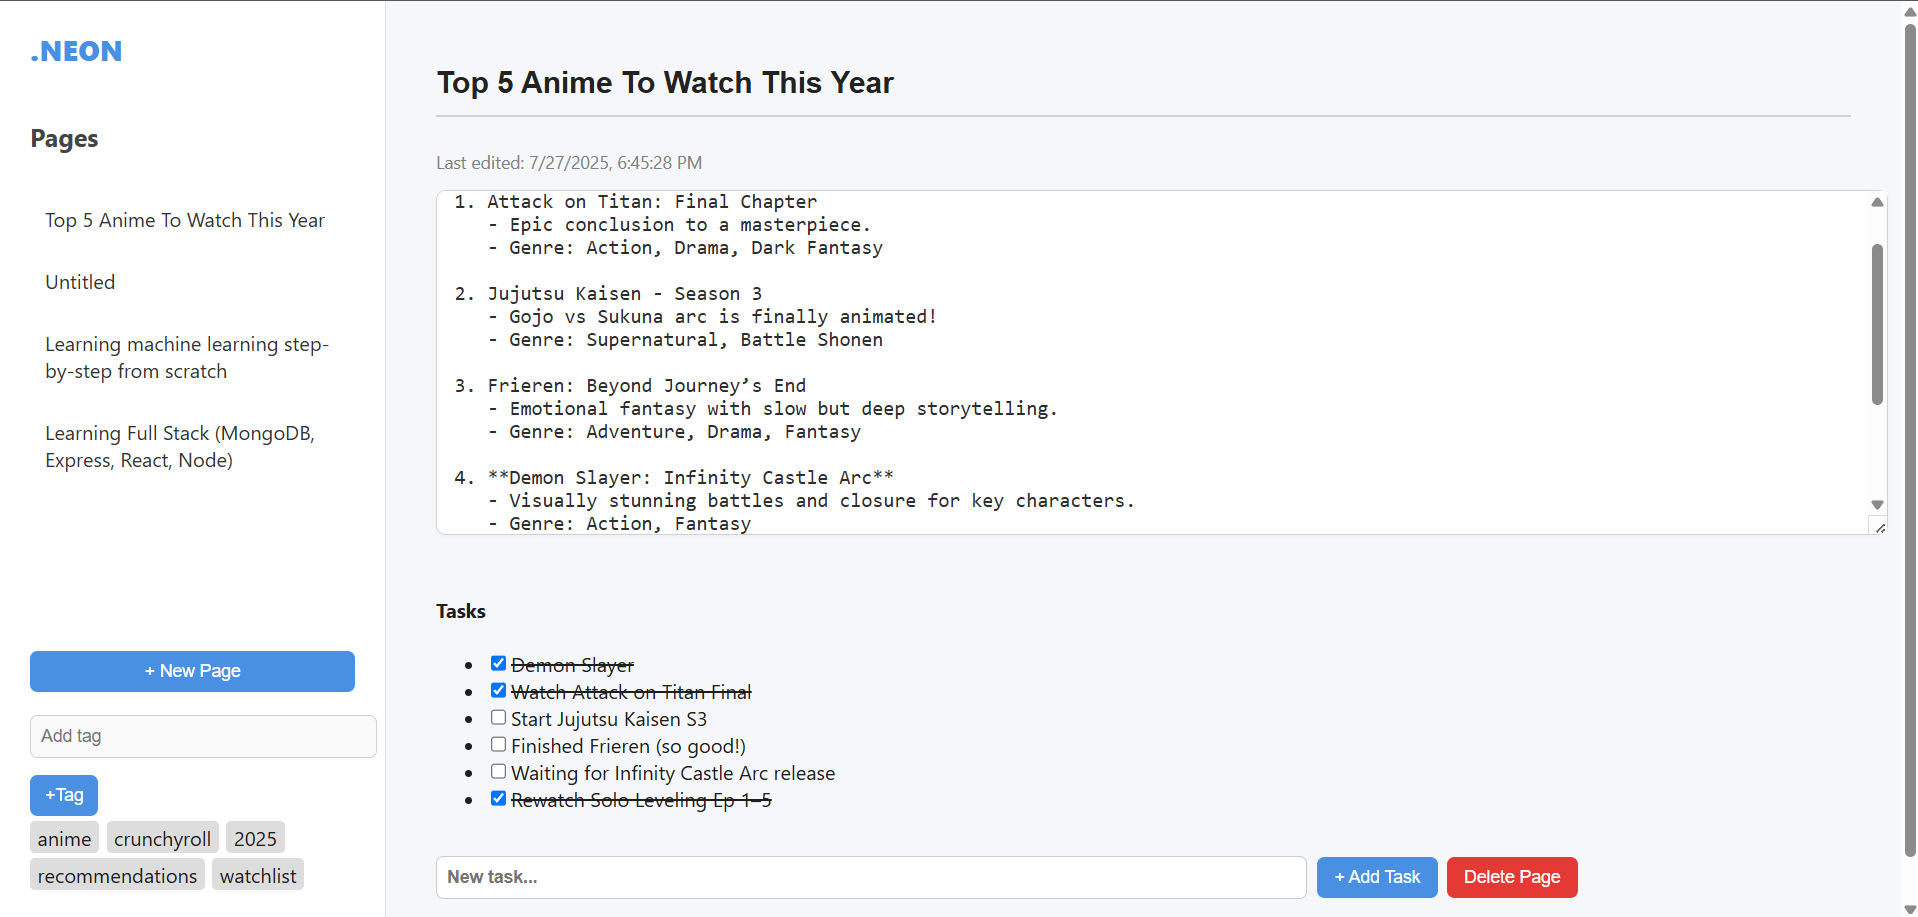 .NEON
Pages
Top 5 Anime To Watch This Year
Untitled
Learning machine learning step-
by-step from scratch
Learning Full Stack (MongoDB,
Express, React, Node)
+ New Page
Add tag
+Tag
anime crunchyroll 2025
recommendations watchlist
Top 5 Anime To Watch This Year
Last edited: 7/27/2025, 6:45:28 PM
1. Attack on Titan: Final Chapter
- Epic conclusion to a masterpiece.
- Genre: Action, Drama, Dark Fantasy
2. Jujutsu Kaisen - Season 3
- Gojo vs Sukuna arc is finally animated!
- Genre: Supernatural, Battle Shonen
3. Frieren: Beyond Journey’s End
- Emotional fantasy with slow but deep storytelling.
- Genre: Adventure, Drama, Fantasy
4. **Demon Slayer: Infinity Castle Arc**
- Visually stunning battles and closure for key characters.
- Genre: Action, Fantasy
Tasks
Demon Slayer
Watch Attack on Titan Final
Start Jujutsu Kaisen S3
Finished Frieren (so good!)
Waiting for Infinity Castle Arc release
Rewatch Solo Leveling Ep 1–5
New task... + Add Task Delete Page